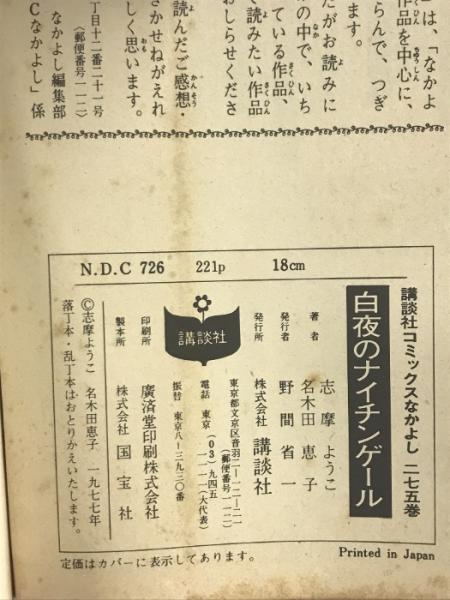 は、「なかよ
作品を中心に、
らんで、つぎ
ます。
たがお読みに
の中で、いち
ている作品、
て読みたい作品
おしらせくださ
読んだご感想・
さかせねがえれ
しく思います。
丁目十二番二十一号
(郵便番号一一二)
なかよし編集部
Cなかよし」係
N.D.C 726 221p 18cm
講談社コミックスなかよし 二七五巻
白夜のナイチンゲール
著者 志摩ようこ
名木田恵子
発行者 野間省一
発行所 株式会社 講談社
東京都文京区音羽二-一二-二一
(郵便番号一一二)
電話 東京(03)九四五
一一一一(大代表)
振替 東京八-三九三〇番
講談社
印刷所 廣済堂印刷株式会社
製本所 株式会社 国宝社
©志摩ようこ 名木田恵子 一九七七年
落丁本・乱丁本はおとりかえいたします。
定価はカバーに表示してあります。
Printed in Japan